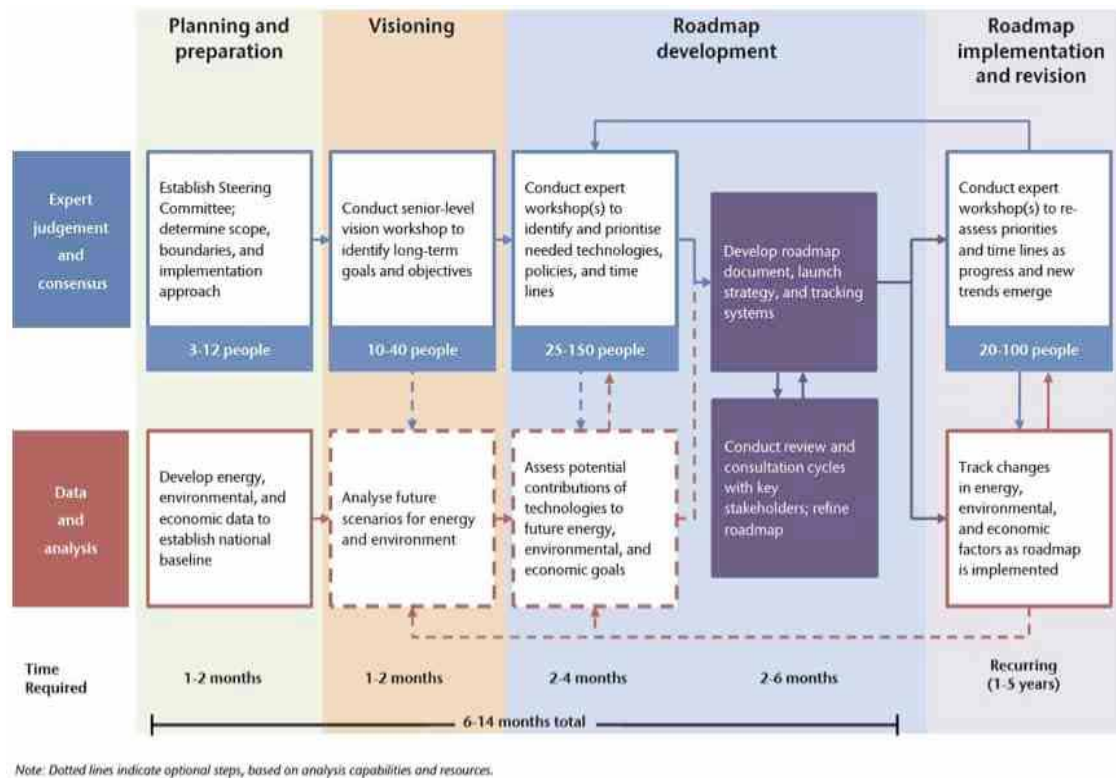 Planning and
preparation
Visioning
Roadmap
development
Roadmap
implementation
and revision
Expert
judgement
and
consensus
Establish Steering
Committee;
determine scope,
boundaries, and
implementation
approach
3-12 people
Conduct senior-level
vision workshop to
identify long-term
goals and objectives
10-40 people
Conduct expert
workshop(s) to
identify and prioritise
needed technologies,
policies, and time
lines
25-150 people
Develop roadmap
document, launch
strategy, and tracking
systems
Conduct expert
workshop(s) to re-
assess priorities
and time lines as
progress and new
trends emerge
20-100 people
Data
and
analysis
Develop energy,
environmental, and
economic data to
establish national
baseline
Analyse future
scenarios for energy
and environment
Assess potential
contributions of
technologies to
future energy,
environmental, and
economic goals
Conduct review and
consultation cycles
with key
stakeholders; refine
roadmap
Track changes
in energy,
environmental,
and economic
factors as roadmap
is implemented
Time
Required
1-2 months
1-2 months
2-4 months
2-6 months
Recurring
(1-5 years)
6-14 months total
Note: Dotted lines indicate optional steps, based on analysis capabilities and resources.